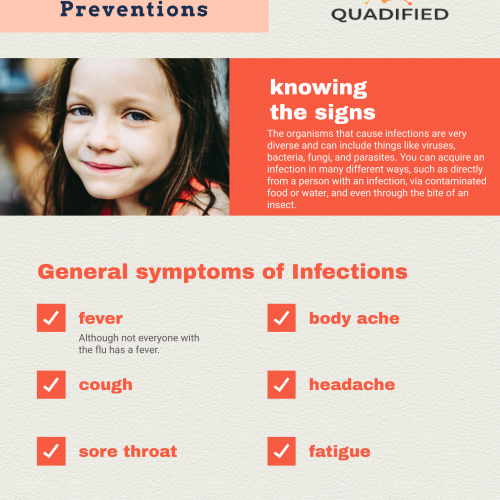 Preventions
QUADIFIED
knowing
the signs
The organisms that cause infections are very
diverse and can include things like viruses,
bacteria, fungi, and parasites. You can acquire an
infection in many different ways, such as directly
from a person with an infection, via contaminated
food or water, and even through the bite of an
insect.
General symptoms of Infections
fever
Although not everyone with
the flu has a fever.
body ache
cough
headache
sore throat
fatigue